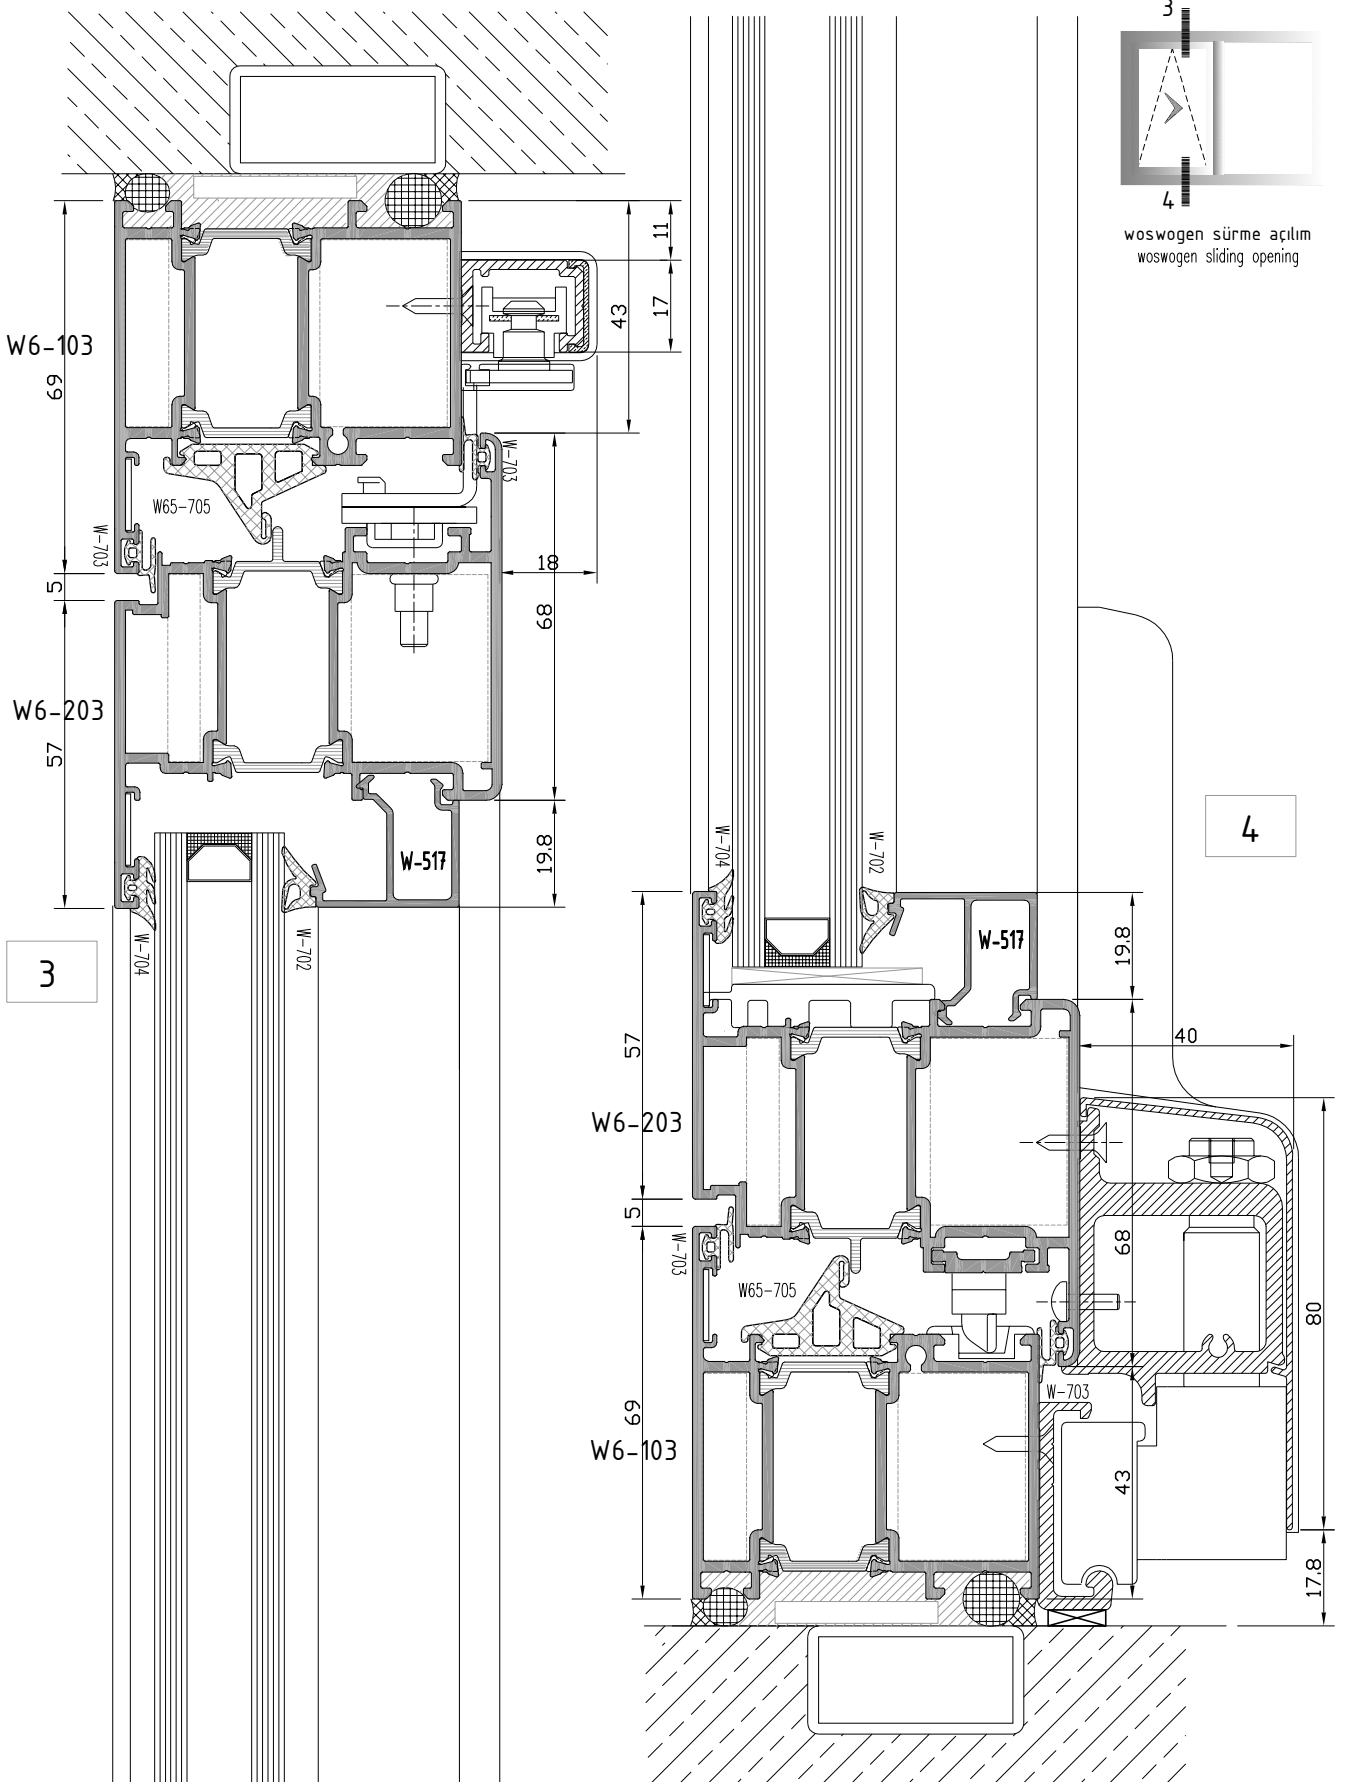 3
4
woswogen sürme açılım
woswogen sliding opening
11
17
43
W6-103
69
W-703
W65-705
W-703
5
18
68
W6-203
57
W-517
19.8
W-704
W-702
3
4
W-704
W-702
W-517
19.8
57
40
W6-203
5
W-703
68
W65-705
80
W-703
69
W6-103
43
17.8